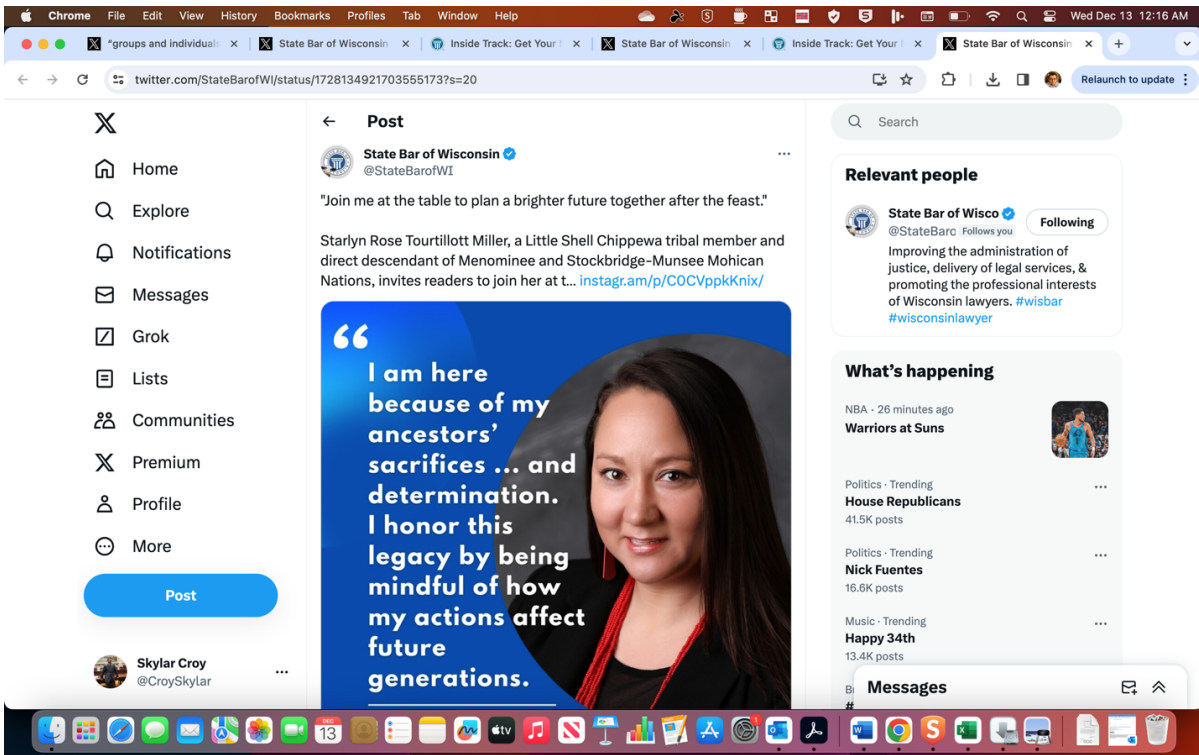 Chrome File Edit View History Bookmarks Profiles Tab Window Help Wed Dec 13 12:16 AM
"groups and individuals State Bar of Wisconsin Inside Track: Get Your State Bar of Wisconsin Inside Track: Get Your State Bar of Wisconsin
twitter.com/StateBarofWI/status/1728134921703555173?s=20 Relaunch to update
Home
Explore
Notifications
Messages
Grok
Lists
Communities
Premium
Profile
More
Post
Skylar Croy
@CroySkylar
Post
State Bar of Wisconsin
@StateBarofWI
"Join me at the table to plan a brighter future together after the feast."
Starlyn Rose Tourtillott Miller, a Little Shell Chippewa tribal member and
direct descendant of Menominee and Stockbridge-Munsee Mohican
Nations, invites readers to join her at t... instagr.am/p/C0CVppkKnix/
“
I am here
because of my
ancestors’
sacrifices ... and
determination.
I honor this
legacy by being
mindful of how
my actions affect
future
generations.
Search
Relevant people
State Bar of Wisco
@StateBarc Follows you
Following
Improving the administration of
justice, delivery of legal services, &
promoting the professional interests
of Wisconsin lawyers. #wisbar
#wisconsinlawyer
What’s happening
NBA · 26 minutes ago
Warriors at Suns
Politics · Trending
House Republicans
41.5K posts
Politics · Trending
Nick Fuentes
16.6K posts
Music · Trending
Happy 34th
13.4K posts
#
Messages
DEC
13
tv